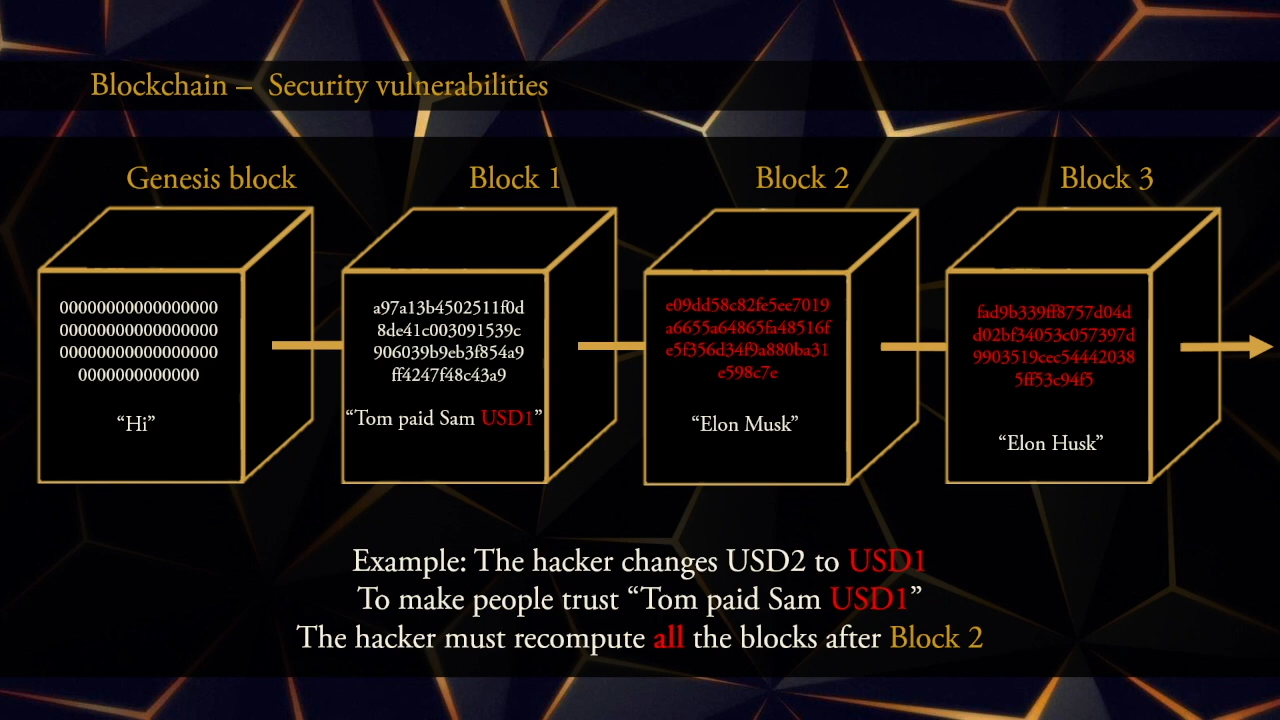 Blockchain – Security vulnerabilities
Genesis block
Block 1
Block 2
Block 3
00000000000000000
00000000000000000
00000000000000000
0000000000000
“Hi”
a97a13b4502511f0d
8de41c003091539c
906039b9eb3f854a9
ff4247f48c43a9
“Tom paid Sam USD1”
e09dd58c82fe5ee7019
a6655a64865fa48516f
e5f356d34f9a880ba31
e598c7e
“Elon Musk”
fad9b339ff8757d04d
d02bf34053c057397d
9903519cec54442038
5ff53c94f5
“Elon Husk”
Example: The hacker changes USD2 to USD1
To make people trust “Tom paid Sam USD1”
The hacker must recompute all the blocks after Block 2